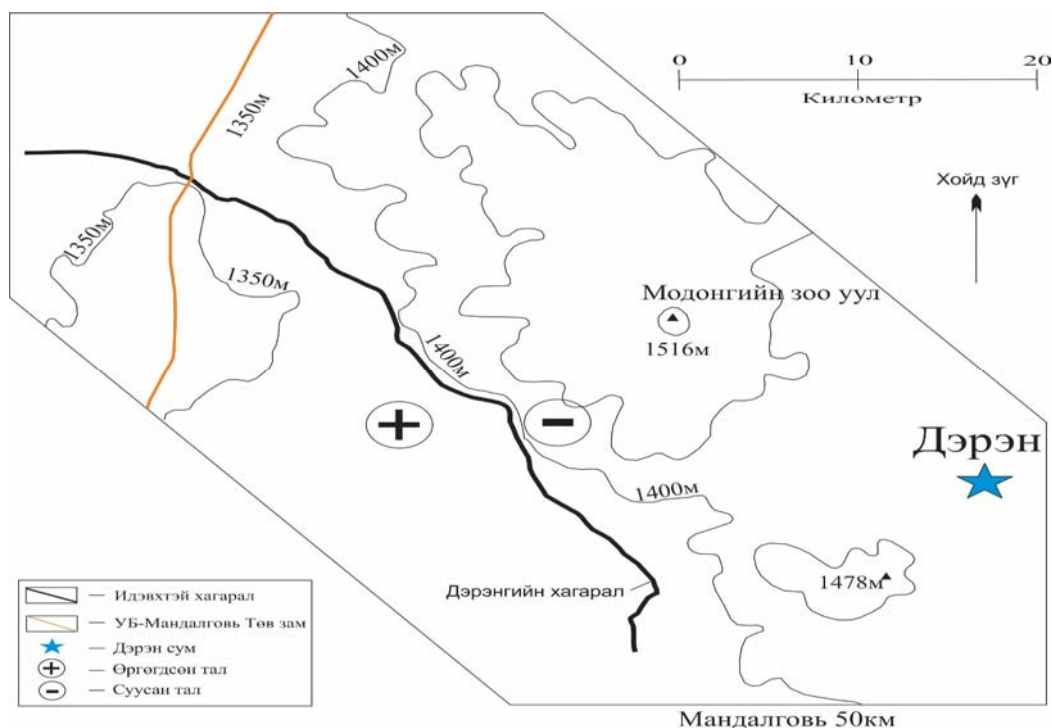 0 10 20
Километр
1400м
1350м
Хойд зүг
1350м
1350м
Модонгийн зоо уул
1516м
1400м
Дэрэн
1400м
1478м
Дэрэнгийн хагарал
— Идэвхтэй хагарал
— УБ-Мандалговь Төв зам
— Дэрэн сум
— Өргөгдсөн тал
— Суусан тал
Мандалговь 50км